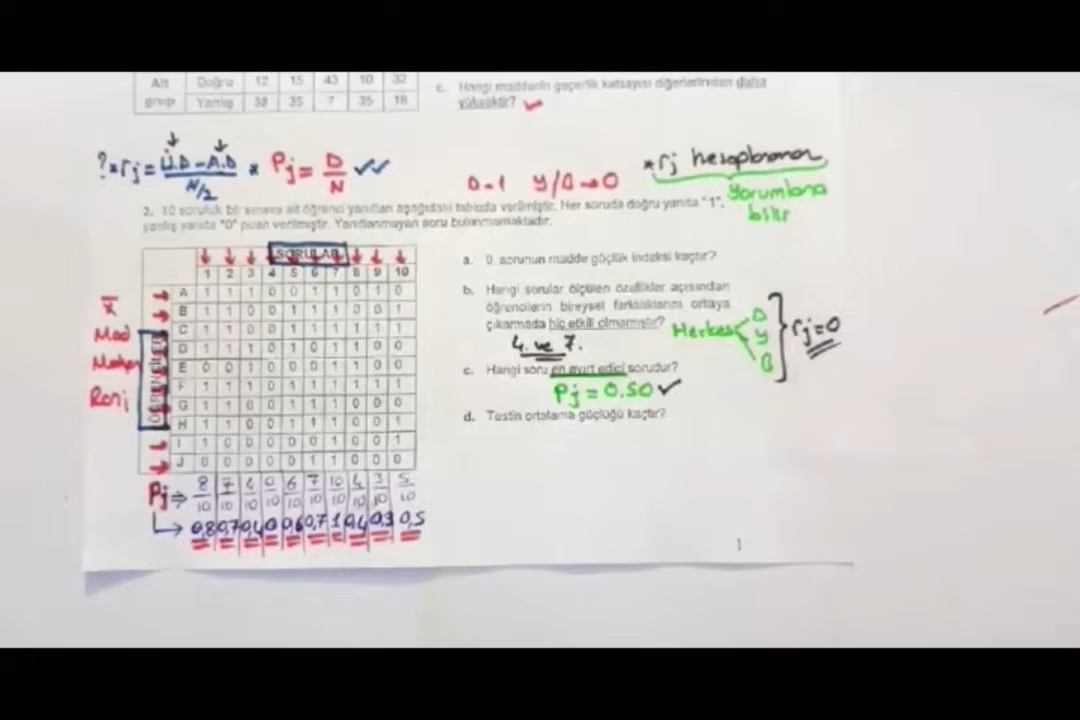 Alt Doğru 12 15 43 10 32
grup Yanlış 38 35 7 35 18
c. Hangi maddenin geçerlik katsayısı diğerlerinden daha
yüksektir?
? * rj = Ü.D - A.D / N/2 * Pj = D / N
0-1 Y/B → 0
* rj hesaplanamaz
Yorumlana
bilir
2. 10 soruluk bir sınava ait öğrenci yanıtları aşağıdaki tabloda verilmiştir. Her soruda doğru yanıta "1",
yanlış yanıta "0" puan verilmiştir. Yanıtlanmayan soru bulunmamaktadır.
SORULAR
1 2 3 4 5 6 7 8 9 10
ÖĞRENCİLER
A 1 1 1 0 0 1 1 0 1 0
B 1 1 0 0 1 1 1 0 0 1
C 1 1 0 0 1 1 1 1 1 1
D 1 1 1 0 1 0 1 1 0 0
E 0 0 1 0 0 0 1 1 0 0
F 1 1 1 0 1 1 1 1 1 1
G 1 1 0 0 1 1 1 0 0 0
H 1 1 0 0 1 1 1 0 0 1
I 1 0 0 0 0 0 1 0 0 1
J 0 0 0 0 0 1 1 0 0 0
x̄
Mod
Ranj
Pj ⇒ 8/10 7/10 4/10 0/10 6/10 7/10 10/10 4/10 3/10 5/10
0,8 0,7 0,4 0 0,6 0,7 1 0,4 0,3 0,5
a. 9. sorunun madde güçlük indeksi kaçtır?
b. Hangi sorular ölçülen özellikler açısından
öğrencilerin bireysel farklılıklarını ortaya
çıkarmada hiç etkili olmamıştır?
4. ve 7.
Herkes D
Y
B
rj = 0
c. Hangi soru en ayırt edici sorudur?
Pj = 0.50
d. Testin ortalama güçlüğü kaçtır?
1